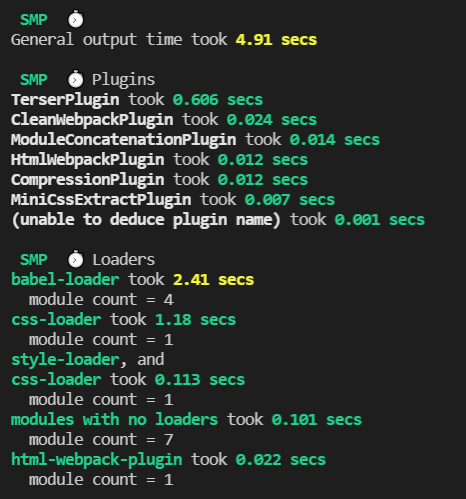 SMP ⏱
General output time took 4.91 secs
SMP ⏱ Plugins
TerserPlugin took 0.606 secs
CleanWebpackPlugin took 0.024 secs
ModuleConcatenationPlugin took 0.014 secs
HtmlWebpackPlugin took 0.012 secs
CompressionPlugin took 0.012 secs
MiniCssExtractPlugin took 0.007 secs
(unable to deduce plugin name) took 0.001 secs
SMP ⏱ Loaders
babel-loader took 2.41 secs
module count = 4
css-loader took 1.18 secs
module count = 1
style-loader, and
css-loader took 0.113 secs
module count = 1
modules with no loaders took 0.101 secs
module count = 7
html-webpack-plugin took 0.022 secs
module count = 1